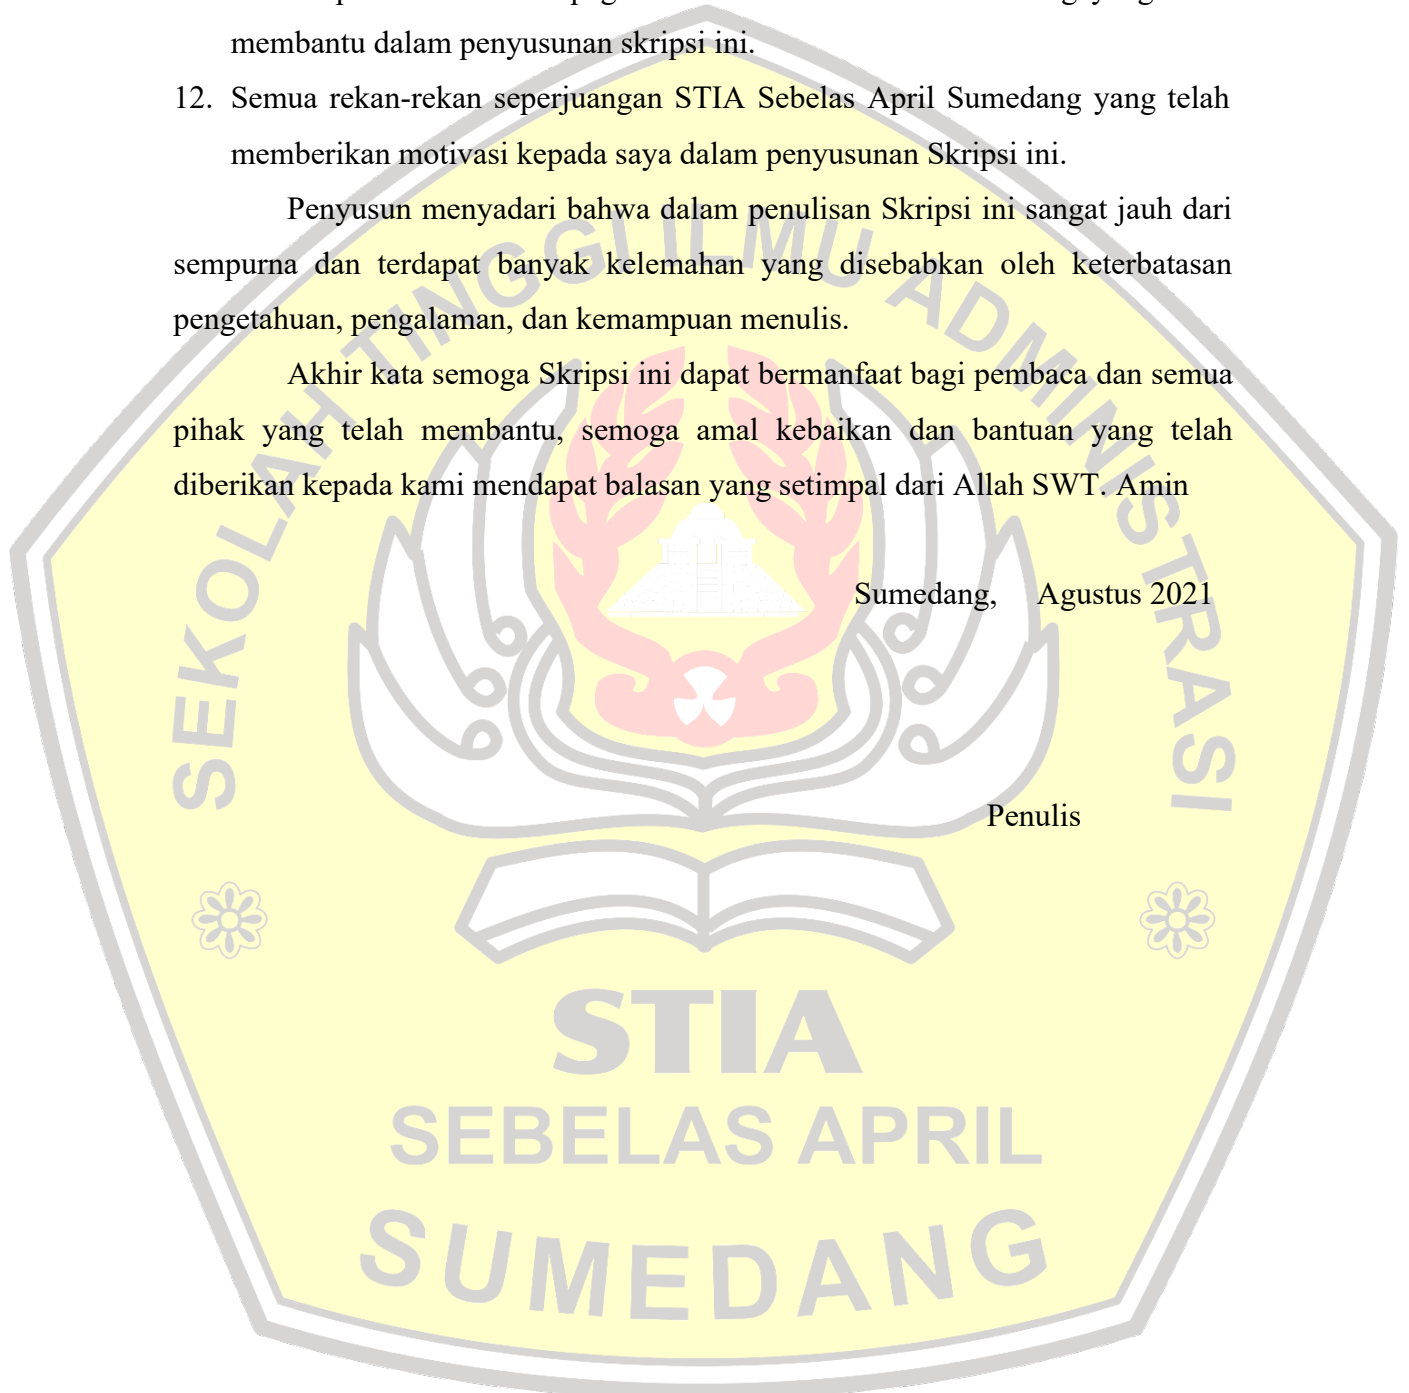 membantu dalam penyusunan skripsi ini.
12. Semua rekan-rekan seperjuangan STIA Sebelas April Sumedang yang telah
memberikan motivasi kepada saya dalam penyusunan Skripsi ini.
Penyusun menyadari bahwa dalam penulisan Skripsi ini sangat jauh dari
sempurna dan terdapat banyak kelemahan yang disebabkan oleh keterbatasan
pengetahuan, pengalaman, dan kemampuan menulis.
Akhir kata semoga Skripsi ini dapat bermanfaat bagi pembaca dan semua
pihak yang telah membantu, semoga amal kebaikan dan bantuan yang telah
diberikan kepada kami mendapat balasan yang setimpal dari Allah SWT. Amin
Sumedang, Agustus 2021
Penulis
SEKOLAH TINGGI ILMU ADMINISTRASI
STIA
SEBELAS APRIL
SUMEDANG